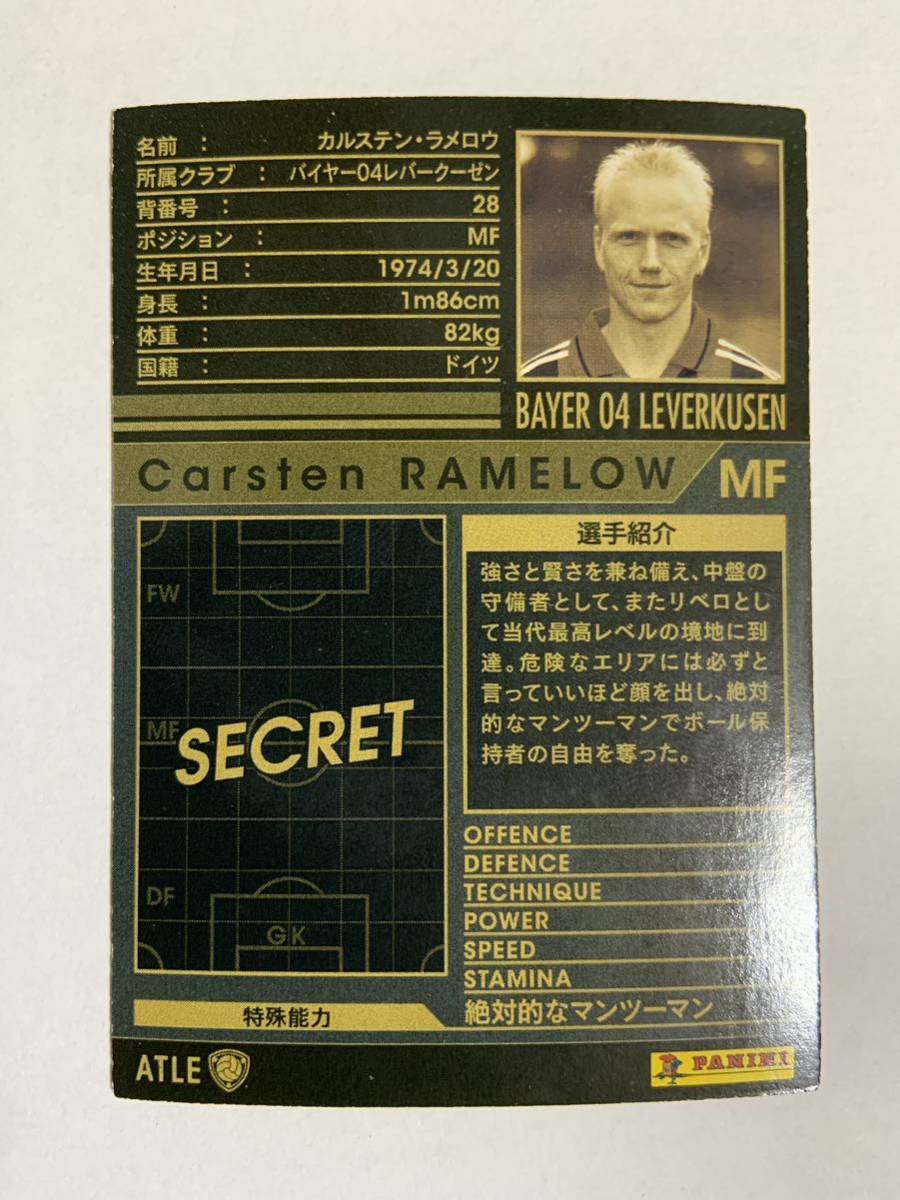 名前 : カルステン・ラメロウ
所属クラブ : バイヤー04レバークーゼン
背番号 : 28
ポジション : MF
生年月日 : 1974/3/20
身長 : 1m86cm
体重 : 82kg
国籍 : ドイツ
BAYER 04 LEVERKUSEN
Carsten RAMELOW
MF
FW
MF
SECRET
DF
GK
選手紹介
強さと賢さを兼ね備え、中盤の
守備者として、またリベロとし
て当代最高レベルの境地に到
達。危険なエリアには必ずと
言っていいほど顔を出し、絶対
的なマンツーマンでボール保
持者の自由を奪った。
OFFENCE
DEFENCE
TECHNIQUE
POWER
SPEED
STAMINA
特殊能力
絶対的なマンツーマン
ATLE
PANINI